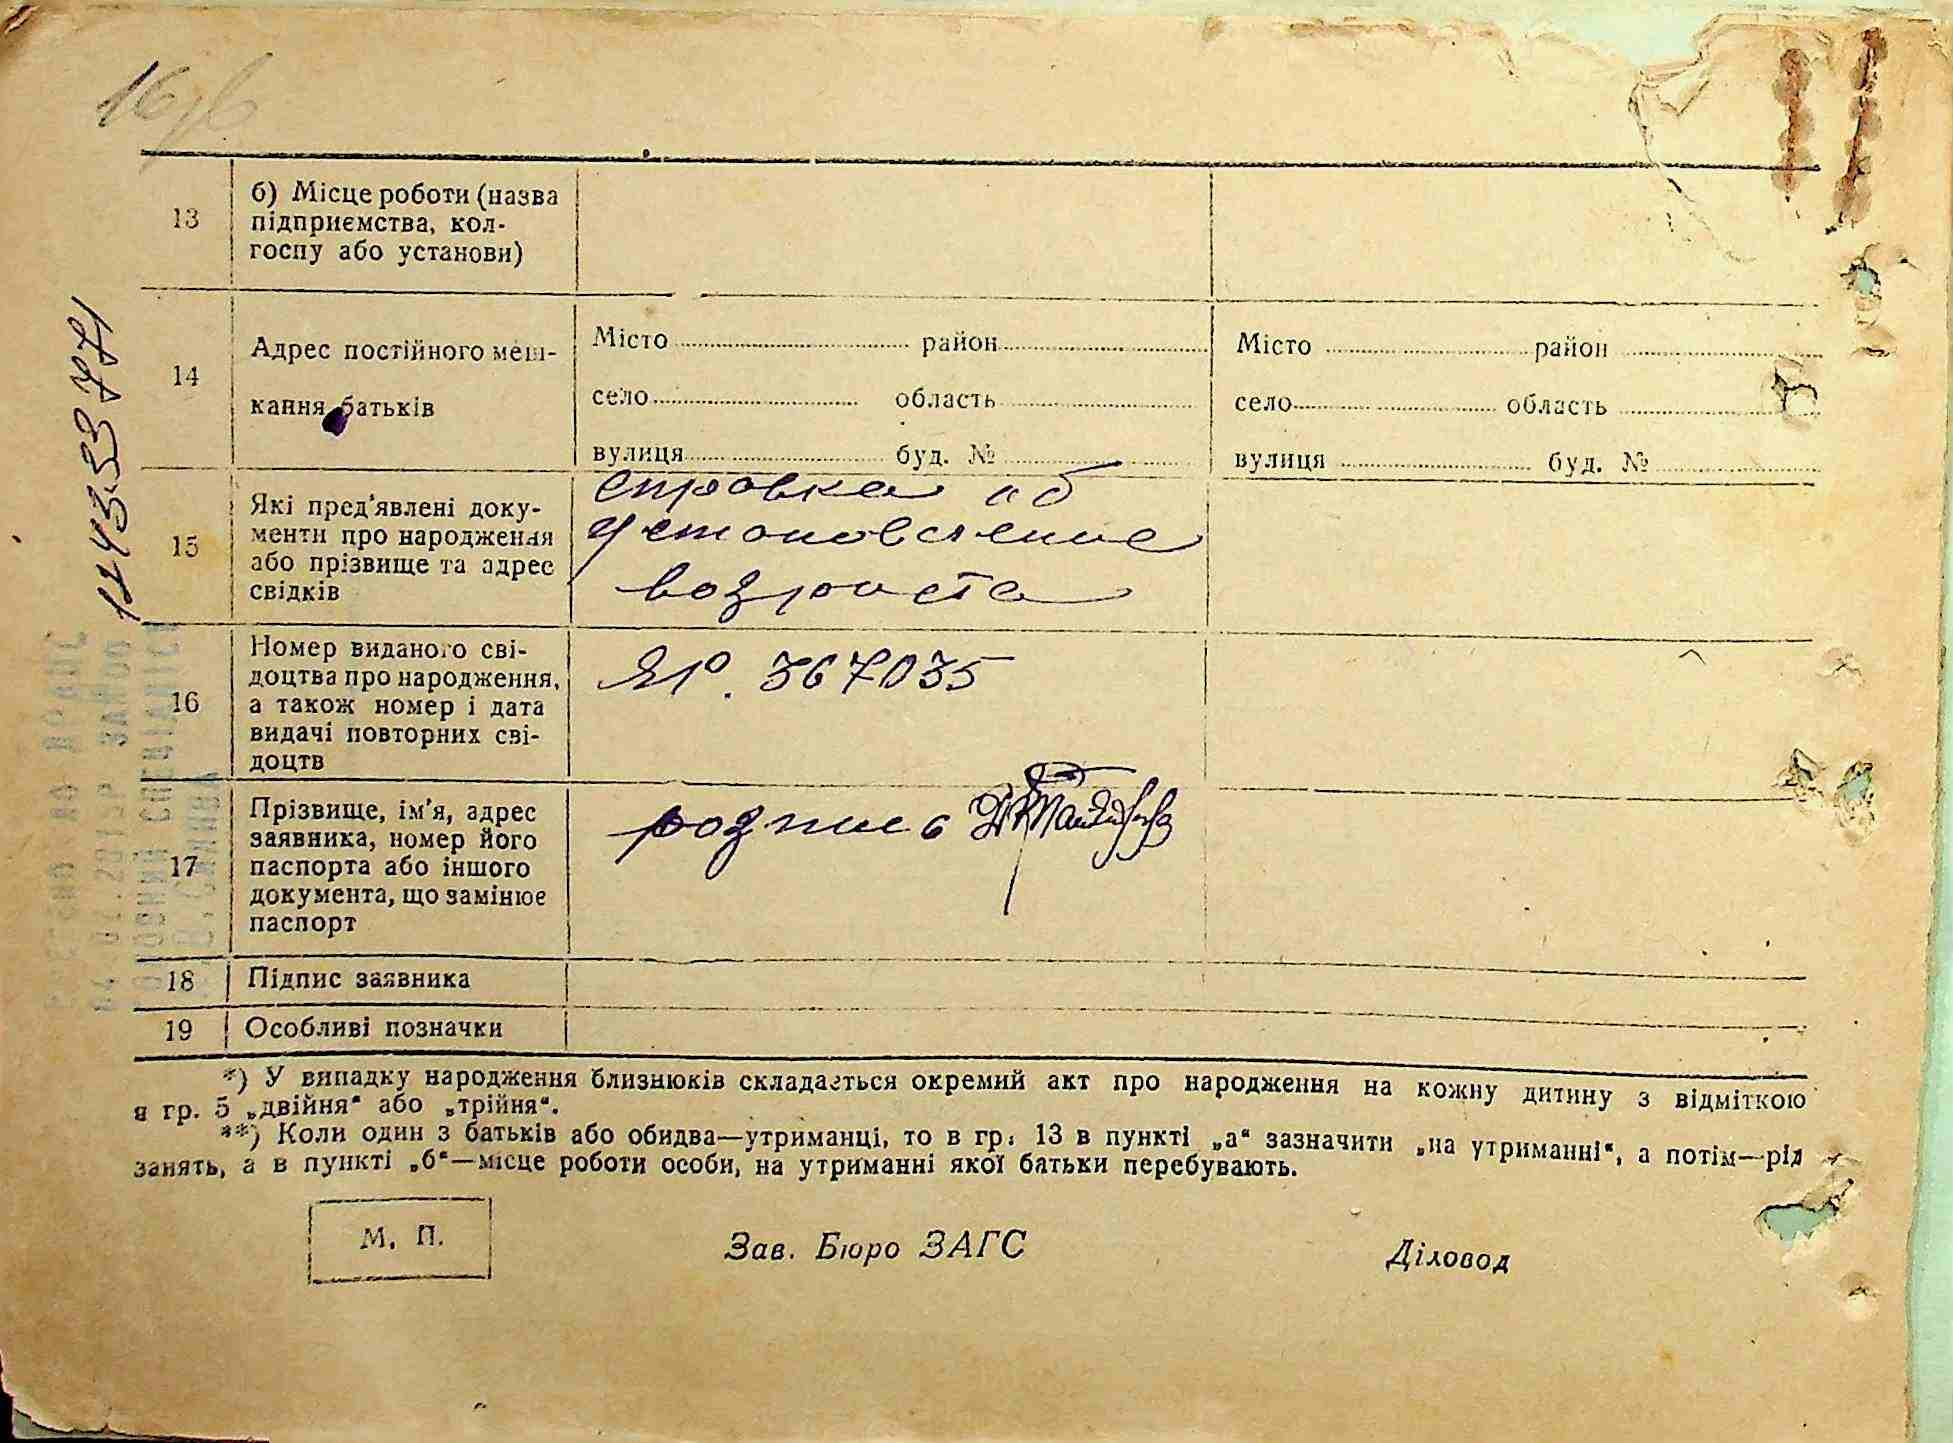 13
б) Місце роботи (назва
підприємства, кол-
госпу або установи)
14
Адрес постійного меш-
кання батьків
Місто район
село область
вулиця буд. №
Місто район
село область
вулиця буд. №
15
Які пред'явлені доку-
менти про народження
або прізвище та адрес
свідків
справка об
установление
возраста
16
Номер виданого сві-
доцтва про народження,
а також номер і дата
видачі повторних сві-
доцтв
367035
17
Прізвище, ім'я, адрес
заявника, номер його
паспорта або іншого
документа, що замінює
паспорт
розпись
18
Підпис заявника
19
Особливі позначки
*) У випадку народження близнюків складається окремий акт про народження на кожну дитину з відміткою
в гр. 5 „двійня" або „трійня".
**) Коли один з батьків або обидва—утриманці, то в гр. 13 в пункті „а" зазначити „на утриманні", а потім—рід
занять, а в пункті „б"—місце роботи особи, на утриманні якої батьки перебувають.
М. П.
Зав. Бюро ЗАГС
Діловод